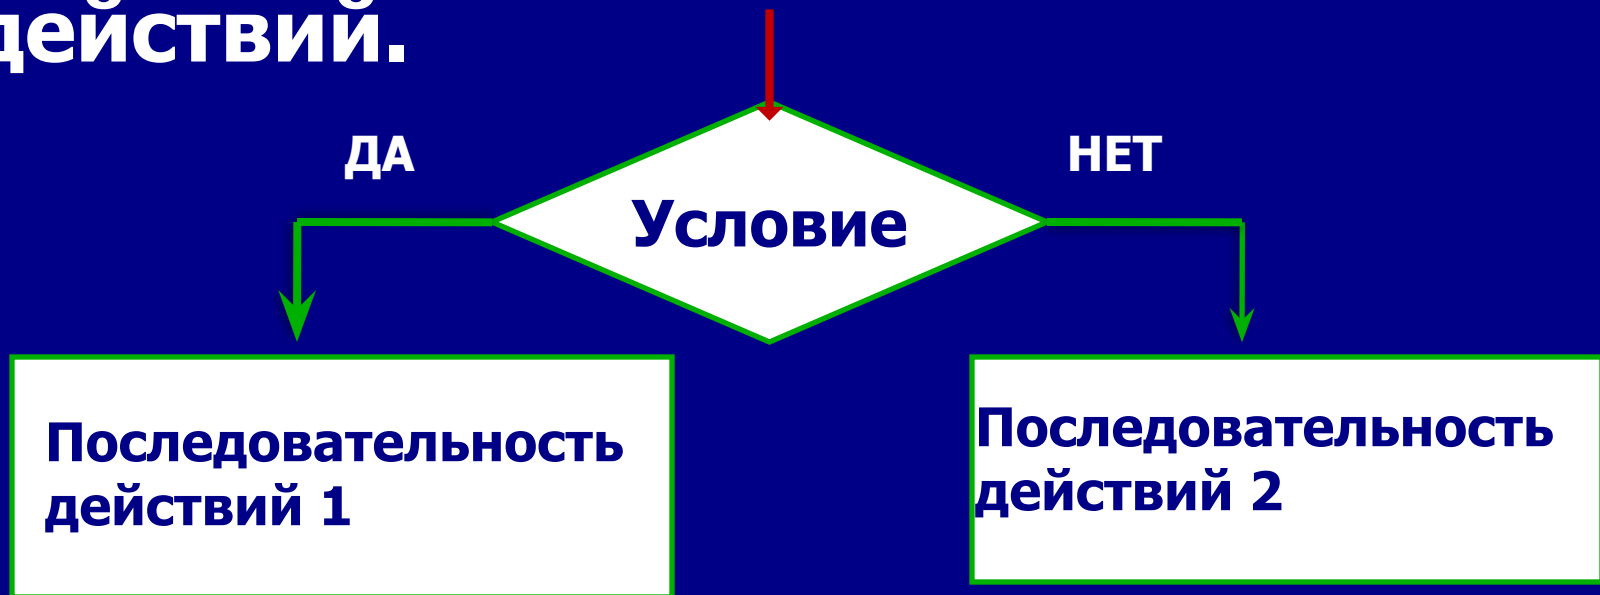 действий.
ДА
НЕТ
Условие
Последовательность
действий 1
Последовательность
действий 2